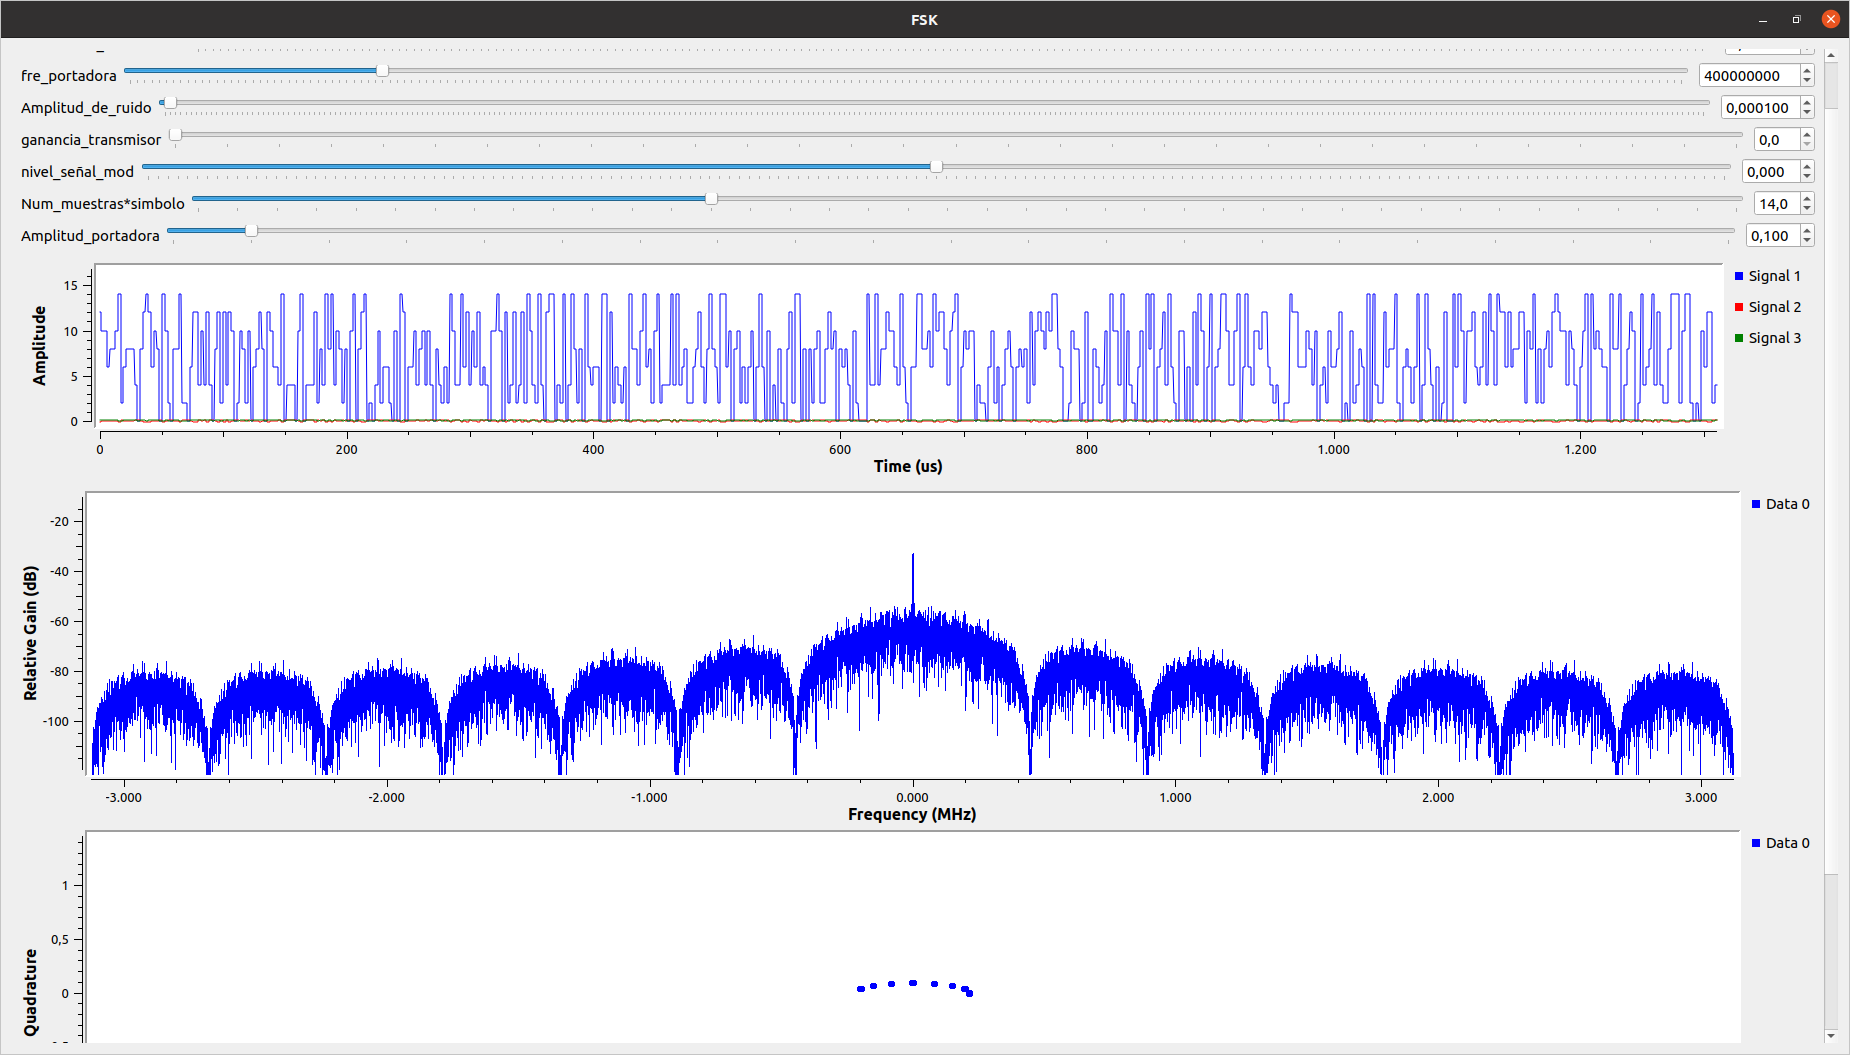 FSK
fre_portadora 400000000
Amplitud_de_ruido 0,000100
ganancia_transmisor 0,0
nivel_señal_mod 0,000
Num_muestras*simbolo 14,0
Amplitud_portadora 0,100
Amplitude
15
10
5
0
0 200 400 600 800 1.000 1.200
Time (us)
Signal 1
Signal 2
Signal 3
Relative Gain (dB)
-20
-40
-60
-80
-100
-3.000 -2.000 -1.000 0.000 1.000 2.000 3.000
Frequency (MHz)
Data 0
Quadrature
1
0,5
0
Data 0